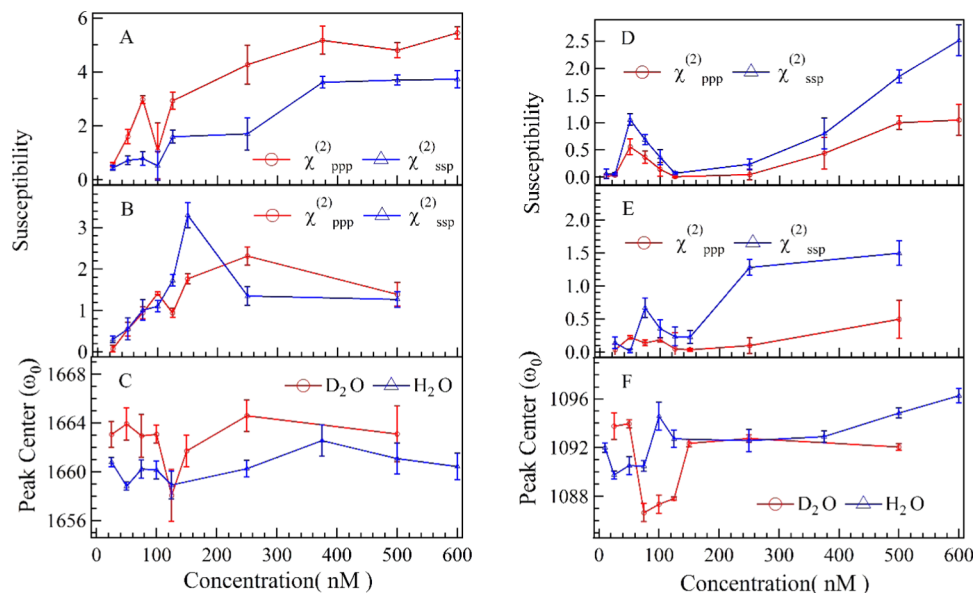 Susceptibility
A
6
4
2
0
χ(2)ppp χ(2)ssp
B
3
2
1
0
χ(2)ppp χ(2)ssp
Peak Center (ω0)
C
1668
1664
1660
1656
D2O H2O
0 100 200 300 400 500 600
Concentration( nM )
Susceptibility
D
2.5
2.0
1.5
1.0
0.5
0.0
χ(2)ppp χ(2)ssp
E
1.5
1.0
0.5
0.0
χ(2)ppp χ(2)ssp
Peak Center (ω0)
F
1096
1092
1088
D2O H2O
0 100 200 300 400 500 600
Concentration( nM )